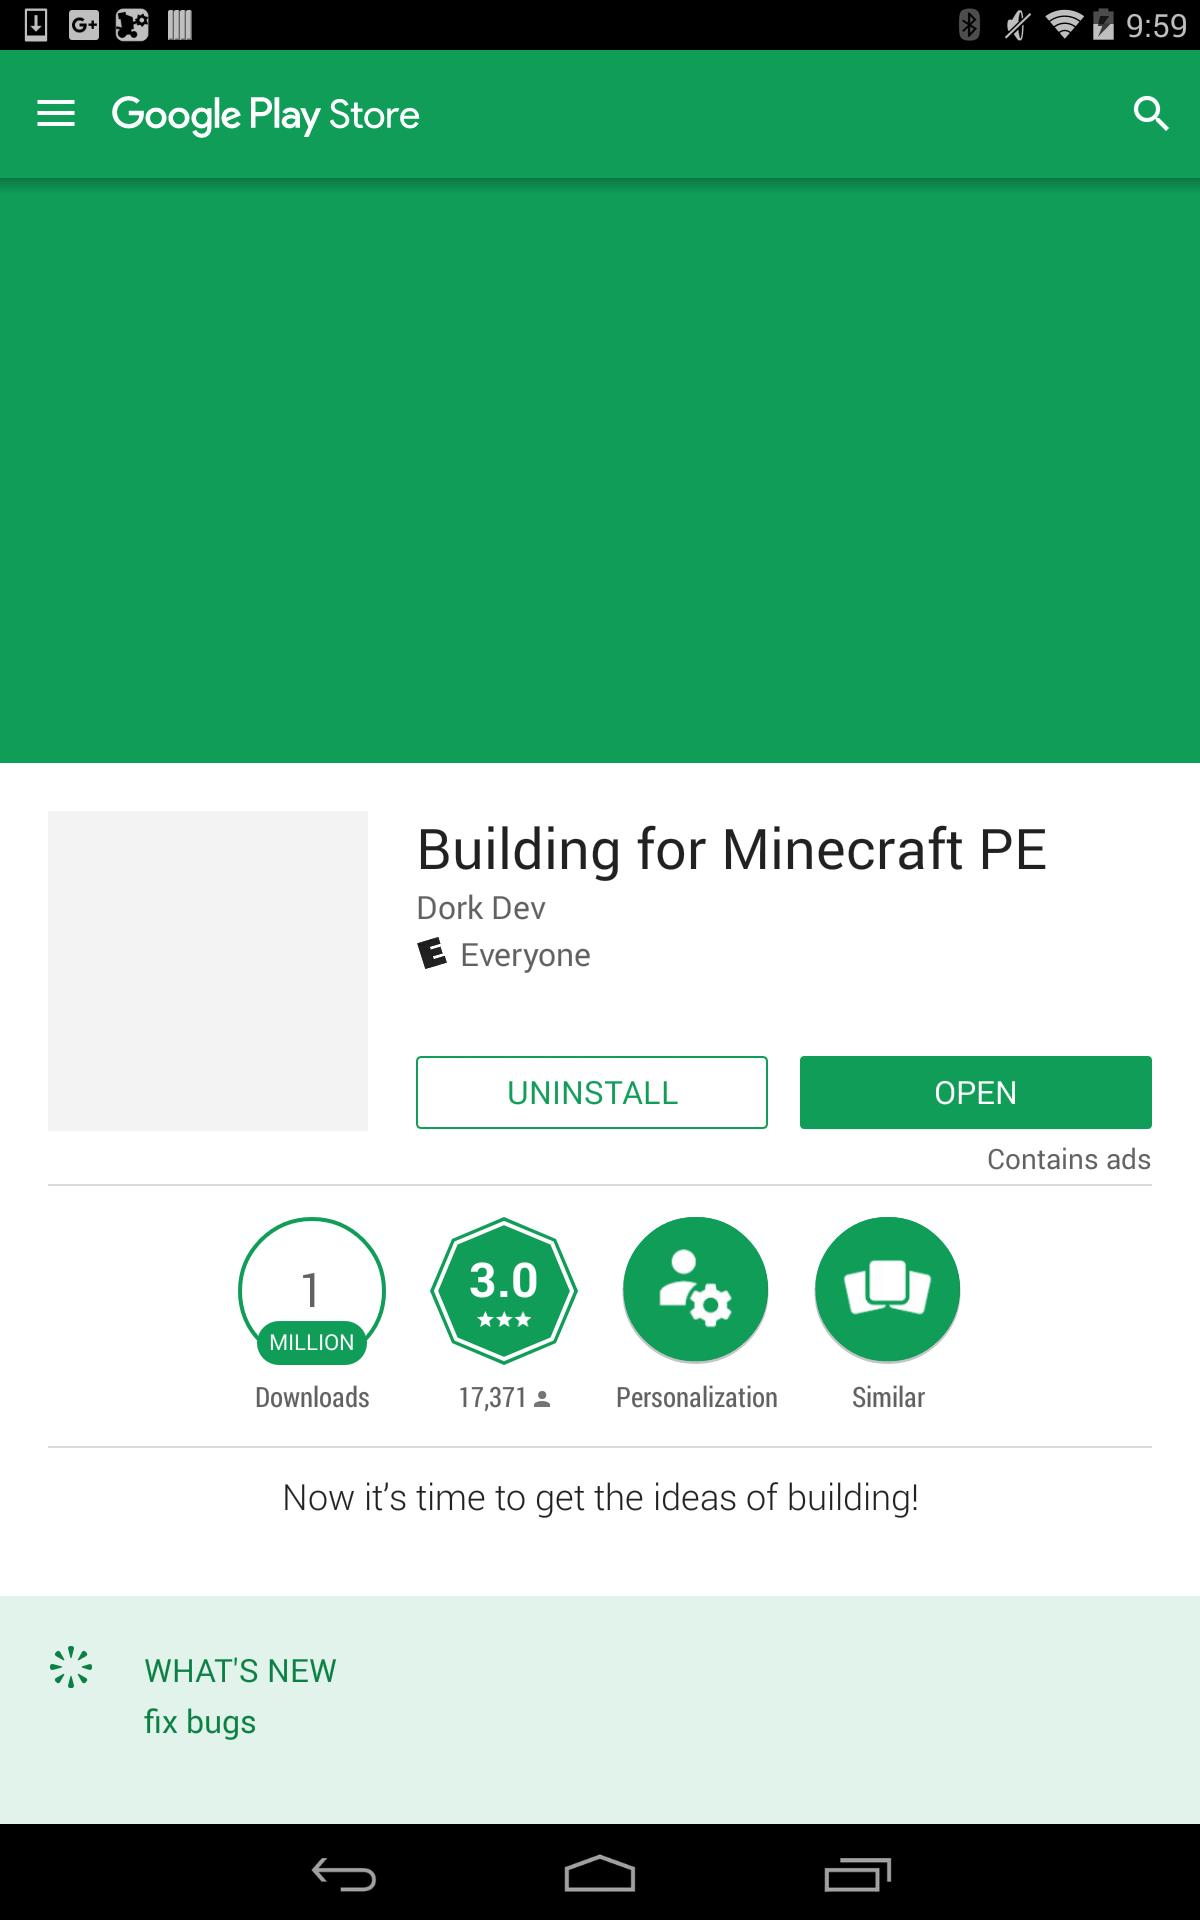 G+ 9:59
Google Play Store
Building for Minecraft PE
Dork Dev
E Everyone
UNINSTALL OPEN
Contains ads
1 3.0
MILLION
Downloads 17,371 Personalization Similar
Now it's time to get the ideas of building!
WHAT'S NEW
fix bugs